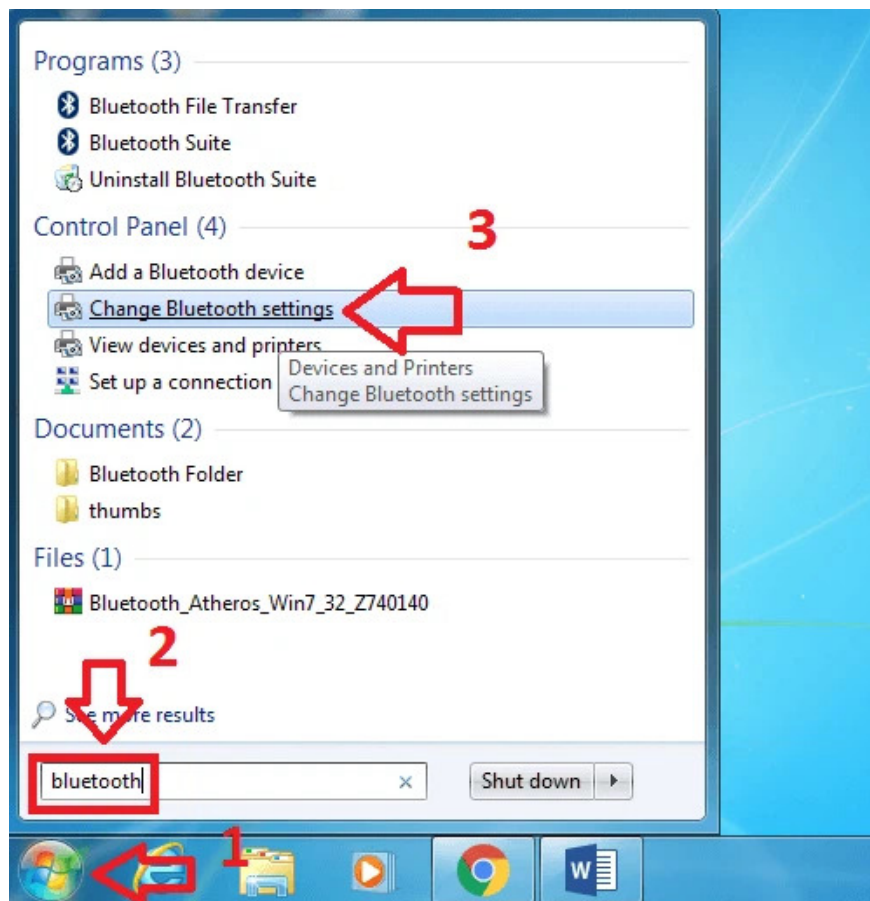 Programs (3)
Bluetooth File Transfer
Bluetooth Suite
Uninstall Bluetooth Suite
Control Panel (4)
3
Add a Bluetooth device
Change Bluetooth settings
View devices and printers
Set up a connection
Devices and Printers
Change Bluetooth settings
Documents (2)
Bluetooth Folder
thumbs
Files (1)
Bluetooth_Atheros_Win7_32_Z740140
2
See more results
bluetooth
Shut down
1
W